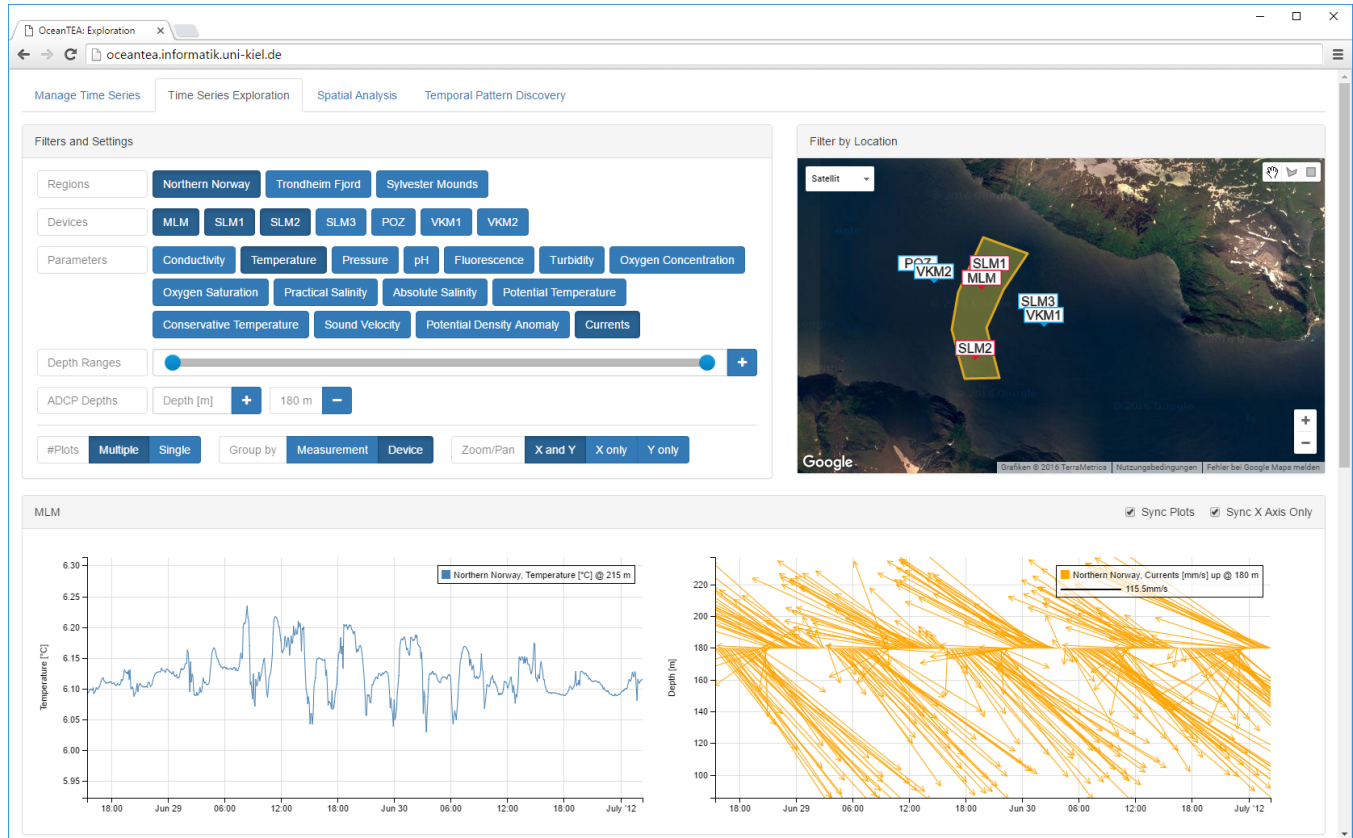 OceanTEA: Exploration
oceantea.informatik.uni-kiel.de
Manage Time Series Time Series Exploration Spatial Analysis Temporal Pattern Discovery
Filters and Settings
Regions Northern Norway Trondheim Fjord Sylvester Mounds
Devices MLM SLM1 SLM2 SLM3 POZ VKM1 VKM2
Parameters Conductivity Temperature Pressure pH Fluorescence Turbidity Oxygen Concentration
Oxygen Saturation Practical Salinity Absolute Salinity Potential Temperature
Conservative Temperature Sound Velocity Potential Density Anomaly Currents
Depth Ranges +
ADCP Depths Depth [m] + 180 m −
#Plots Multiple Single Group by Measurement Device Zoom/Pan X and Y X only Y only
Filter by Location
Satellit
POZ SLM1
VKM2 MLM
SLM3
VKM1
SLM2
+
−
Google
Grafiken © 2016 TerraMetrics Nutzungsbedingungen Fehler bei Google Maps melden
MLM Sync Plots Sync X Axis Only
Northern Norway, Temperature [°C] @ 215 m
Temperature [°C]
6.30
6.25
6.20
6.15
6.10
6.05
6.00
5.95
18:00 Jun 29 06:00 12:00 18:00 Jun 30 06:00 12:00 18:00 July '12
Northern Norway, Currents [mm/s] up @ 180 m
115.5mm/s
Depth [m]
220
200
180
160
140
120
100
18:00 Jun 29 06:00 12:00 18:00 Jun 30 06:00 12:00 18:00 July '12